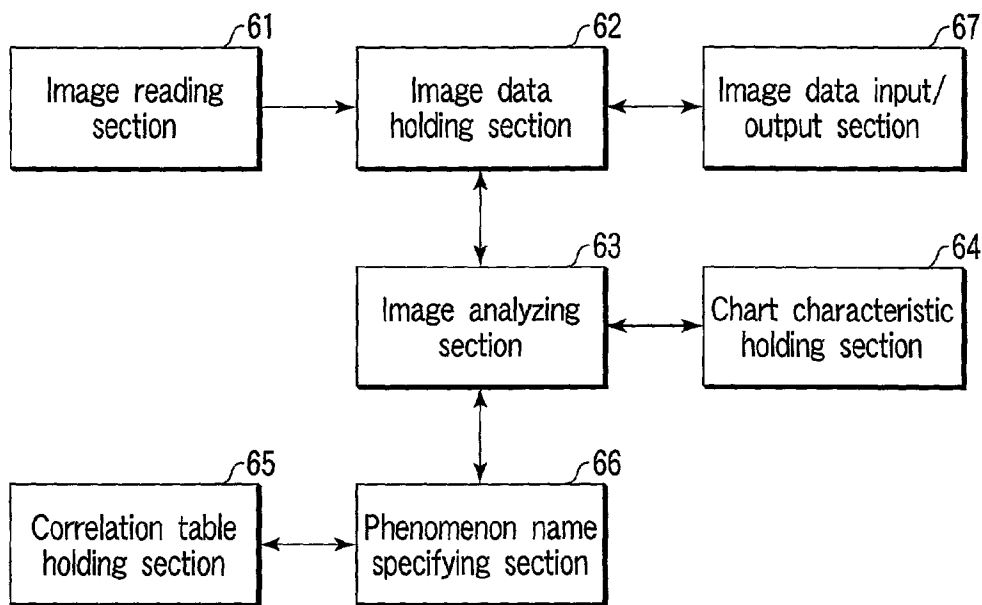 61
Image reading
section
62
Image data
holding section
67
Image data input/
output section
63
Image analyzing
section
64
Chart characteristic
holding section
65
Correlation table
holding section
66
Phenomenon name
specifying section